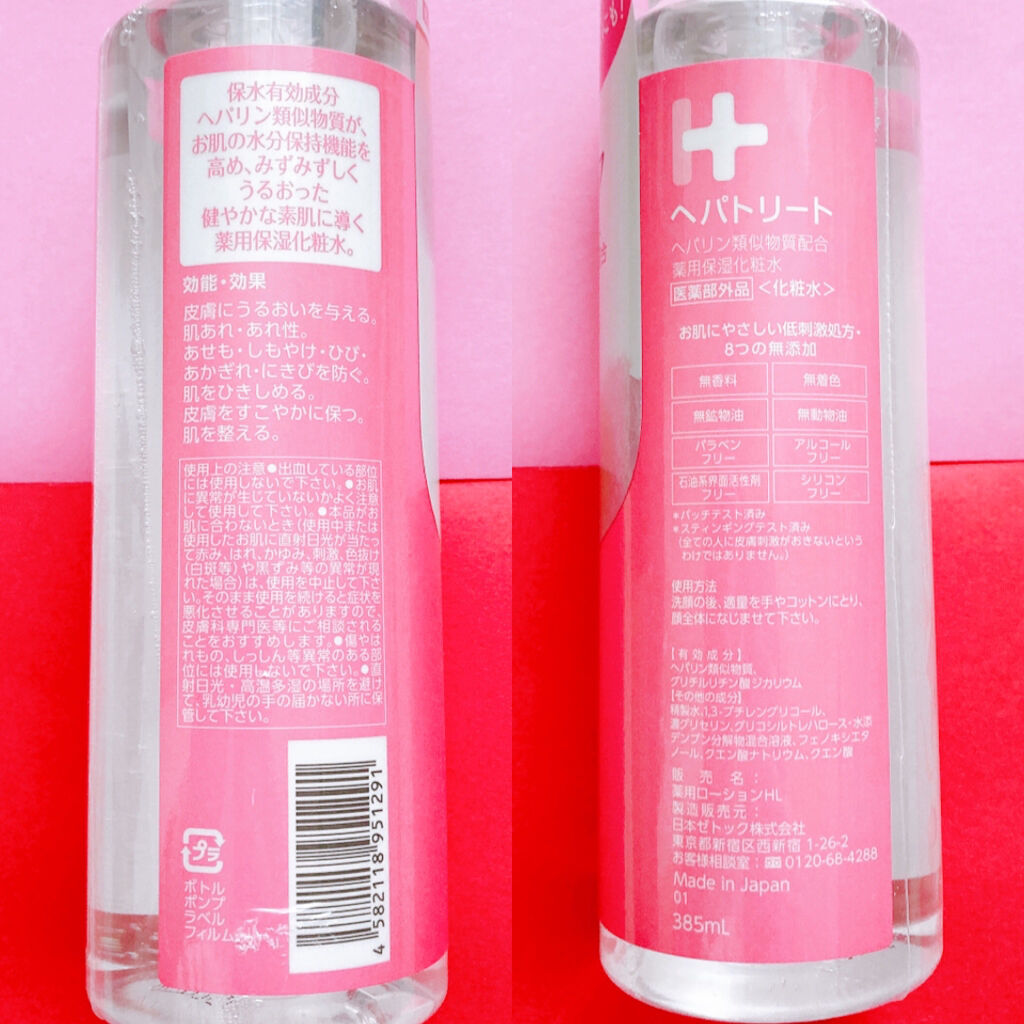 保水有効成分
ヘパリン類似物質が、
お肌の水分保持機能を
高め、みずみずしく
うるおった
健やかな素肌に導く
薬用保湿化粧水。
効能・効果
皮膚にうるおいを与える。
肌あれ・あれ性。
あせも・しもやけ・ひび・
あかぎれ・にきびを防ぐ。
肌をひきしめる。
皮膚をすこやかに保つ。
肌を整える。
使用上の注意●出血している部位
には使用しないで下さい。●お肌
に異常が生じていないかよく注意
して使用して下さい。●本品がお
肌に合わないとき(使用中または
使用したお肌に直射日光が当たっ
て赤み、はれ、かゆみ、刺激、色抜け
(白斑等)や黒ずみ等の異常が現
れた場合)は、使用を中止して下さ
い。そのまま使用を続けると症状を
悪化させることがありますので、
皮膚科専門医等にご相談される
ことをおすすめします。●傷やは
れもの、しっしん等異常のある部
位には使用しないで下さい。●直
射日光・高温多湿の場所を避け
て、乳幼児の手の届かない所に保
管して下さい。
プラ
ボトル
ポンプ
ラベル
フィルム
4 582118 951291
H
ヘパトリート
ヘパリン類似物質配合
薬用保湿化粧水
医薬部外品 <化粧水>
お肌にやさしい低刺激処方・
8つの無添加
無香料 無着色
無鉱物油 無動物油
パラベン アルコール
フリー フリー
石油系界面活性剤 シリコン
フリー フリー
*パッチテスト済み
*スティンギングテスト済み
(全ての人に皮膚刺激がおきないという
わけではありません。)
使用方法
洗顔の後、適量を手やコットンにとり、
顔全体になじませて下さい。
【有効成分】
ヘパリン類似物質、
グリチルリチン酸ジカリウム
【その他の成分】
精製水、1,3-ブチレングリコール、
濃グリセリン、グリコシルトレハロース・水添
デンプン分解物混合溶液、フェノキシエタ
ノール、クエン酸ナトリウム、クエン酸
販売名:
薬用ローションHL
製造販売元:
日本ゼトック株式会社
東京都新宿区西新宿 1-26-2
お客様相談室: 0120-68-4288
Made in Japan
01
385mL